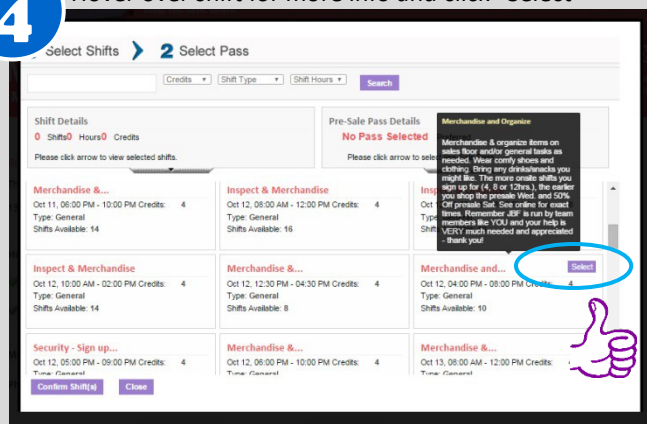 4
Hover over shift for more info and click "Select"
Select Shifts
2 Select Pass
Credits
Shift Type
Shift Hours
Search
Shift Details
0 Shifts0 Hours0 Credits
Please click arrow to view selected shifts.
Pre-Sale Pass Details
No Pass Selected
Please click arrow to selec
Merchandise and Organize
Merchandise & organize items on
sales floor and/or general tasks as
needed. Wear comfy shoes and
clothing. Bring any drinks/snacks you
might like. The more onsite shifts you
sign up for (4, 8 or 12hrs.), the earlier
you shop the presale Wed. and 50%
Off presale Sat. See online for exact
times. Remember JBF is run by team
members like YOU and your help is
VERY much needed and appreciated
- thank you!
Merchandise &...
Oct 11, 06:00 PM - 10:00 PM Credits: 4
Type: General
Shifts Available: 14
Inspect & Merchandise
Oct 12, 08:00 AM - 12:00 PM Credits: 4
Type: General
Shifts Available: 16
Insp
Oct
Type
Shift
Inspect & Merchandise
Oct 12, 10:00 AM - 02:00 PM Credits: 4
Type: General
Shifts Available: 14
Merchandise &...
Oct 12, 12:30 PM - 04:30 PM Credits: 4
Type: General
Shifts Available: 8
Merchandise and...
Select
Oct 12, 04:00 PM - 08:00 PM Credits: 4
Type: General
Shifts Available: 10
Security - Sign up...
Oct 12, 05:00 PM - 09:00 PM Credits: 4
Type: General
Merchandise &...
Oct 12, 06:00 PM - 10:00 PM Credits: 4
Type: General
Merchandise &...
Oct 13, 08:00 AM - 12:00 PM Credits:
Type: General
Confirm Shift(s)
Close